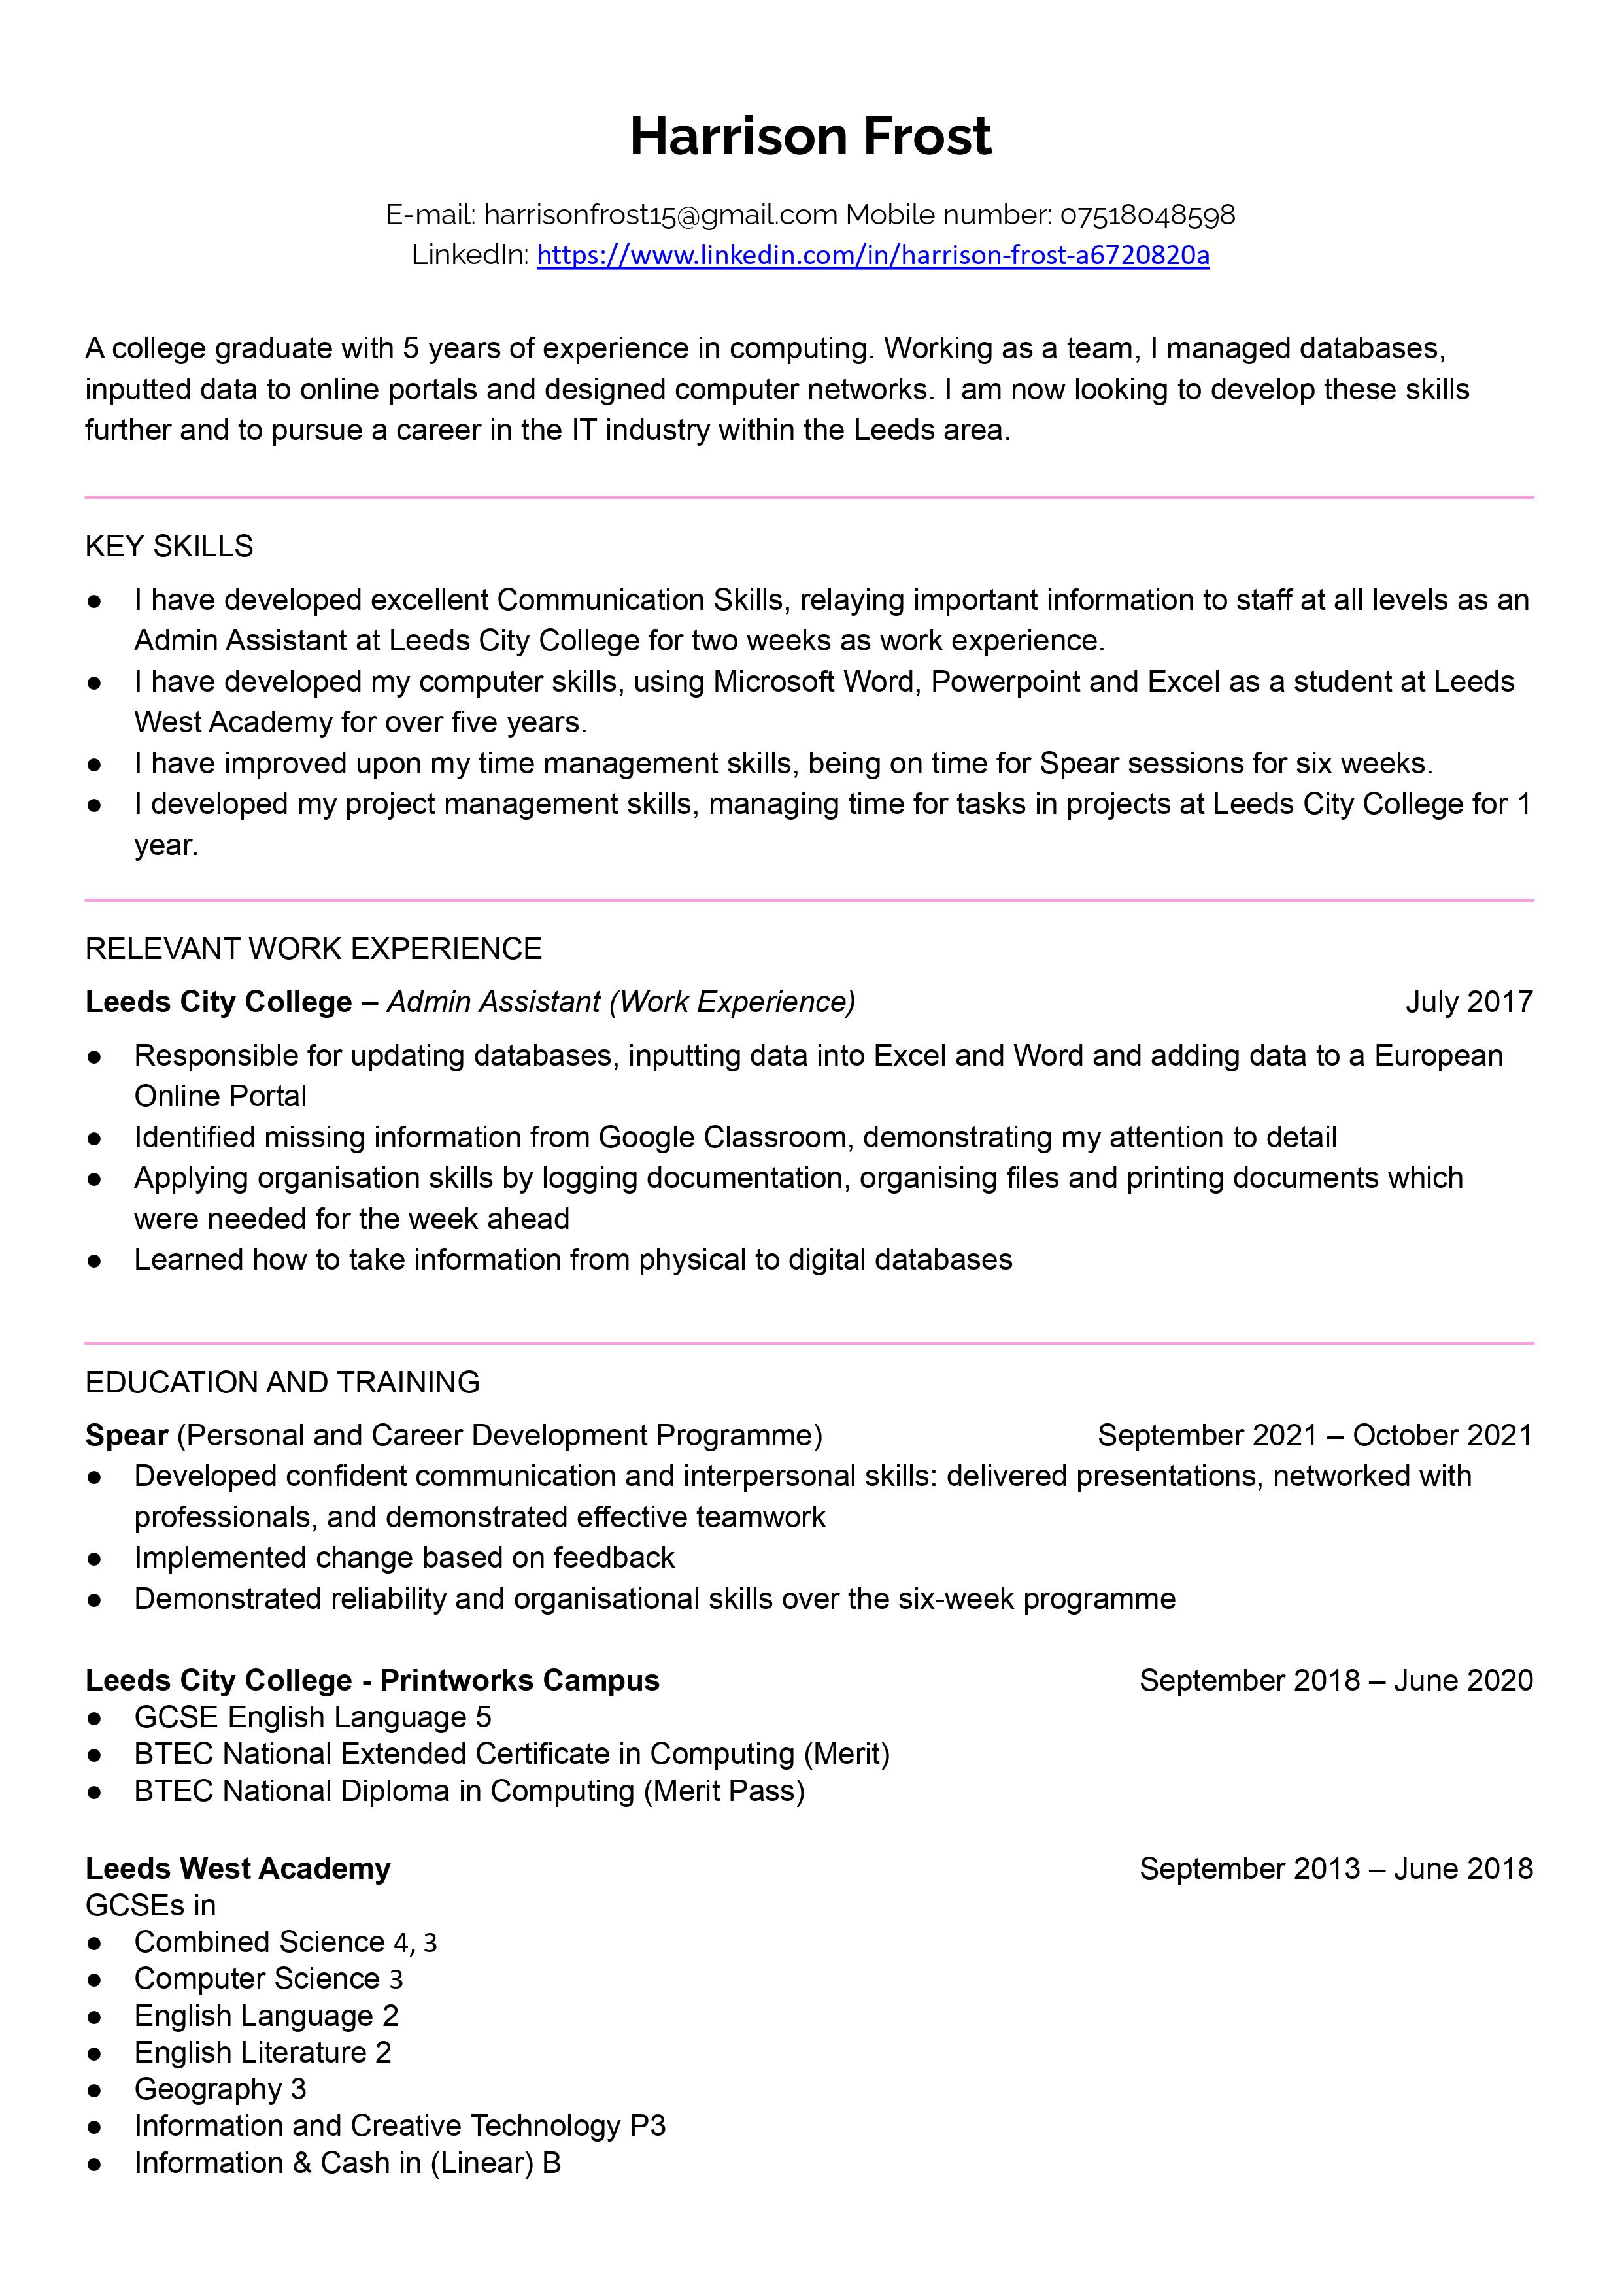 Harrison Frost
E-mail: harrisonfrost15@gmail.com Mobile number: 07518048598
LinkedIn: https://www.linkedin.com/in/harrison-frost-a6720820a
A college graduate with 5 years of experience in computing. Working as a team, I managed databases,
inputted data to online portals and designed computer networks. I am now looking to develop these skills
further and to pursue a career in the IT industry within the Leeds area.
KEY SKILLS
● I have developed excellent Communication Skills, relaying important information to staff at all levels as an
Admin Assistant at Leeds City College for two weeks as work experience.
● I have developed my computer skills, using Microsoft Word, Powerpoint and Excel as a student at Leeds
West Academy for over five years.
● I have improved upon my time management skills, being on time for Spear sessions for six weeks.
● I developed my project management skills, managing time for tasks in projects at Leeds City College for 1
year.
RELEVANT WORK EXPERIENCE
Leeds City College – Admin Assistant (Work Experience) July 2017
● Responsible for updating databases, inputting data into Excel and Word and adding data to a European
Online Portal
● Identified missing information from Google Classroom, demonstrating my attention to detail
● Applying organisation skills by logging documentation, organising files and printing documents which
were needed for the week ahead
● Learned how to take information from physical to digital databases
EDUCATION AND TRAINING
Spear (Personal and Career Development Programme) September 2021 – October 2021
● Developed confident communication and interpersonal skills: delivered presentations, networked with
professionals, and demonstrated effective teamwork
● Implemented change based on feedback
● Demonstrated reliability and organisational skills over the six-week programme
Leeds City College - Printworks Campus September 2018 – June 2020
● GCSE English Language 5
● BTEC National Extended Certificate in Computing (Merit)
● BTEC National Diploma in Computing (Merit Pass)
Leeds West Academy September 2013 – June 2018
GCSEs in
● Combined Science 4, 3
● Computer Science 3
● English Language 2
● English Literature 2
● Geography 3
● Information and Creative Technology P3
● Information & Cash in (Linear) B